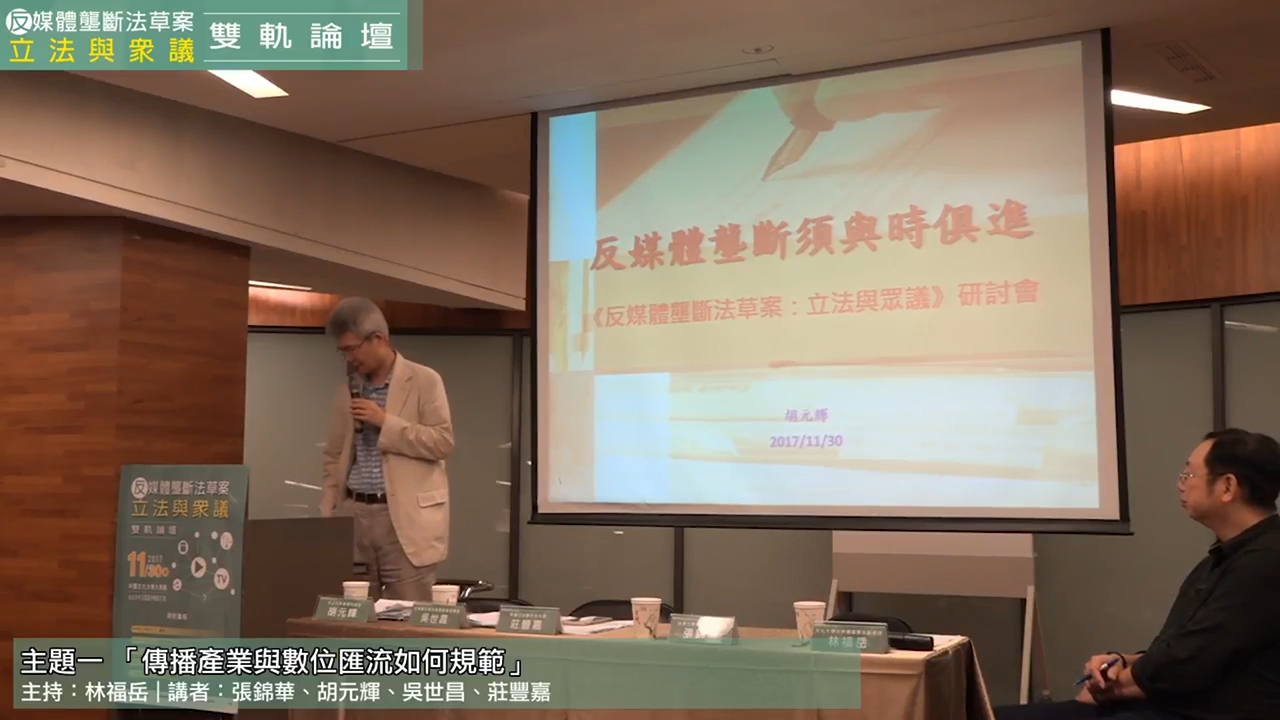 反媒體壟斷法草案
立法與眾議
雙軌論壇
反媒體壟斷須與時俱進
《反媒體壟斷法草案：立法與眾議》研討會
胡元輝
2017/11/30
反媒體壟斷法草案
立法與眾議
雙軌論壇
2017
11/30
TV
胡元輝
吳世昌
莊豐嘉
林福岳
主題一「傳播產業與數位匯流如何規範」
主持：林福岳│講者：張錦華、胡元輝、吳世昌、莊豐嘉